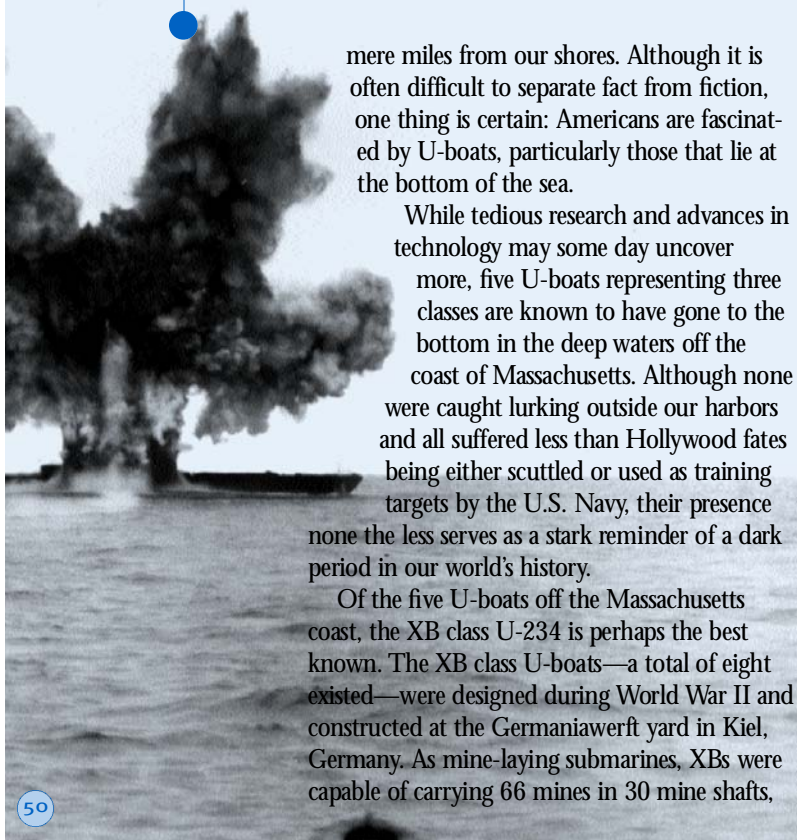 mere miles from our shores. Although it is
often difficult to separate fact from fiction,
one thing is certain: Americans are fascinat-
ed by U-boats, particularly those that lie at
the bottom of the sea.
While tedious research and advances in
technology may some day uncover
more, five U-boats representing three
classes are known to have gone to the
bottom in the deep waters off the
coast of Massachusetts. Although none
were caught lurking outside our harbors
and all suffered less than Hollywood fates
being either scuttled or used as training
targets by the U.S. Navy, their presence
none the less serves as a stark reminder of a dark
period in our world's history.
Of the five U-boats off the Massachusetts
coast, the XB class U-234 is perhaps the best
known. The XB class U-boats—a total of eight
existed—were designed during World War II and
constructed at the Germaniawerft yard in Kiel,
Germany. As mine-laying submarines, XBs were
capable of carrying 66 mines in 30 mine shafts,
50